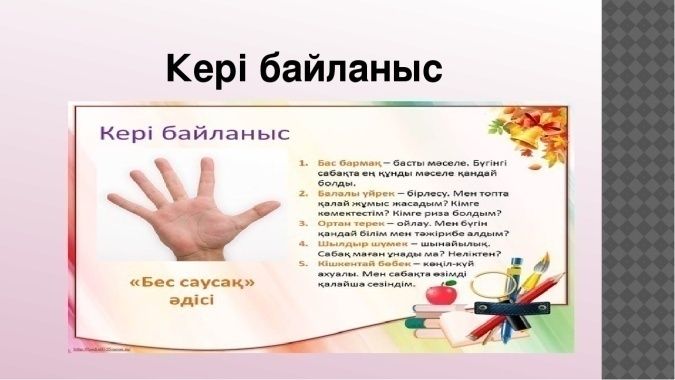 Кері байланыс
Кері байланыс
1. Бас бармақ – басты мәселе. Бүгінгі
сабақта ең құнды мәселе қандай
болды.
2. Балалы үйрек – бірлесу. Мен топта
қалай жұмыс жасадым? Кімге
көмектестім? Кімге риза болдым?
3. Ортан терек – ойлау. Мен бүгін
қандай білім мен тәжірибе алдым?
4. Шылдыр шүмек – шынайылық.
Сабақ маған ұнады ма? Неліктен?
5. Кішкентай бөбек – көңіл-күй
ахуалы. Мен сабақта өзімді
қалайша сезіндім.
«Бес саусақ»
әдісі